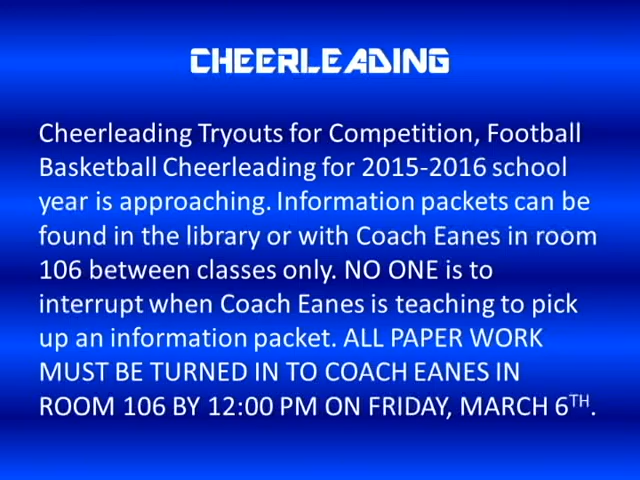 CHEERLEADING
Cheerleading Tryouts for Competition, Football
Basketball Cheerleading for 2015-2016 school
year is approaching. Information packets can be
found in the library or with Coach Eanes in room
106 between classes only. NO ONE is to
interrupt when Coach Eanes is teaching to pick
up an information packet. ALL PAPER WORK
MUST BE TURNED IN TO COACH EANES IN
ROOM 106 BY 12:00 PM ON FRIDAY, MARCH 6TH.